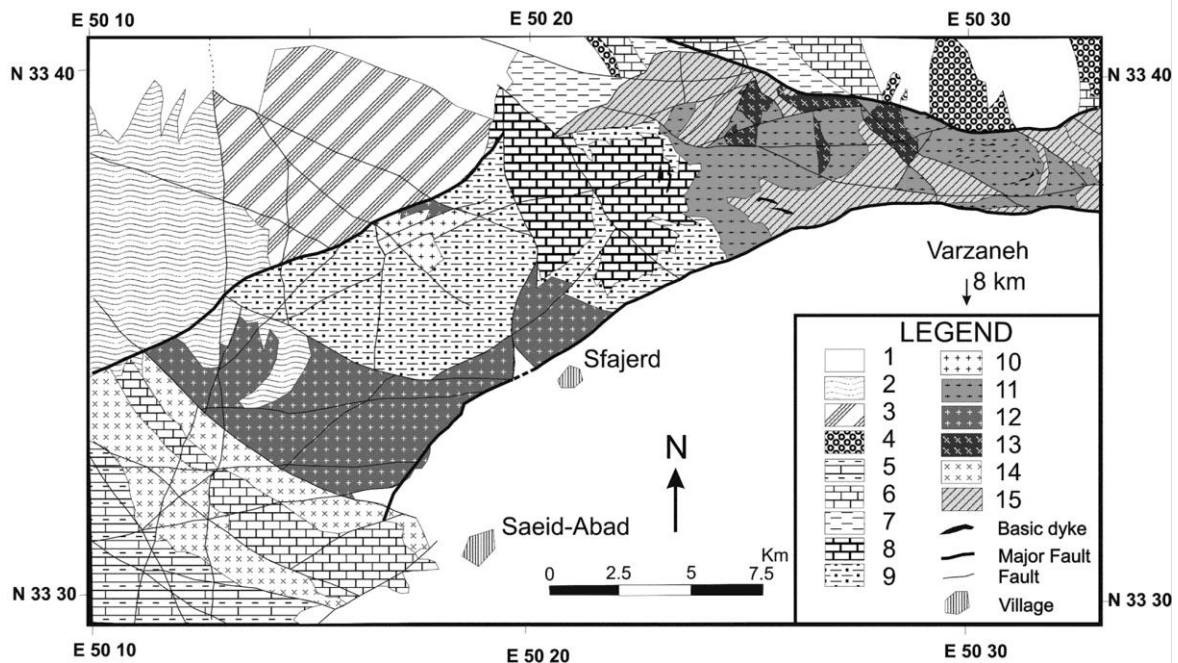 E 50 10 E 50 20 E 50 30
N 33 40 N 33 40
Varzaneh
8 km
LEGEND
1 10
2 11
3 12
4 13
5 14
6 15
7 Basic dyke
8 Major Fault
9 Fault
Village
Sfajerd
N
Saeid-Abad
Km
0 2.5 5 7.5
N 33 30 N 33 30
E 50 10 E 50 20 E 50 30